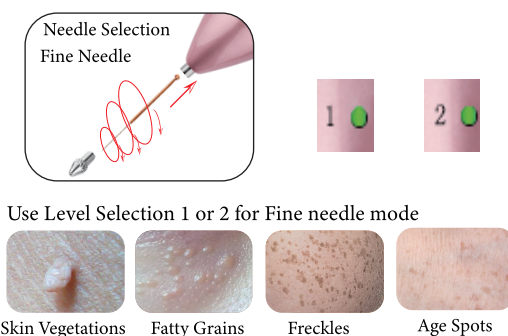 Needle Selection
Fine Needle
1
2
Use Level Selection 1 or 2 for Fine needle mode
Skin Vegetations
Fatty Grains
Freckles
Age Spots